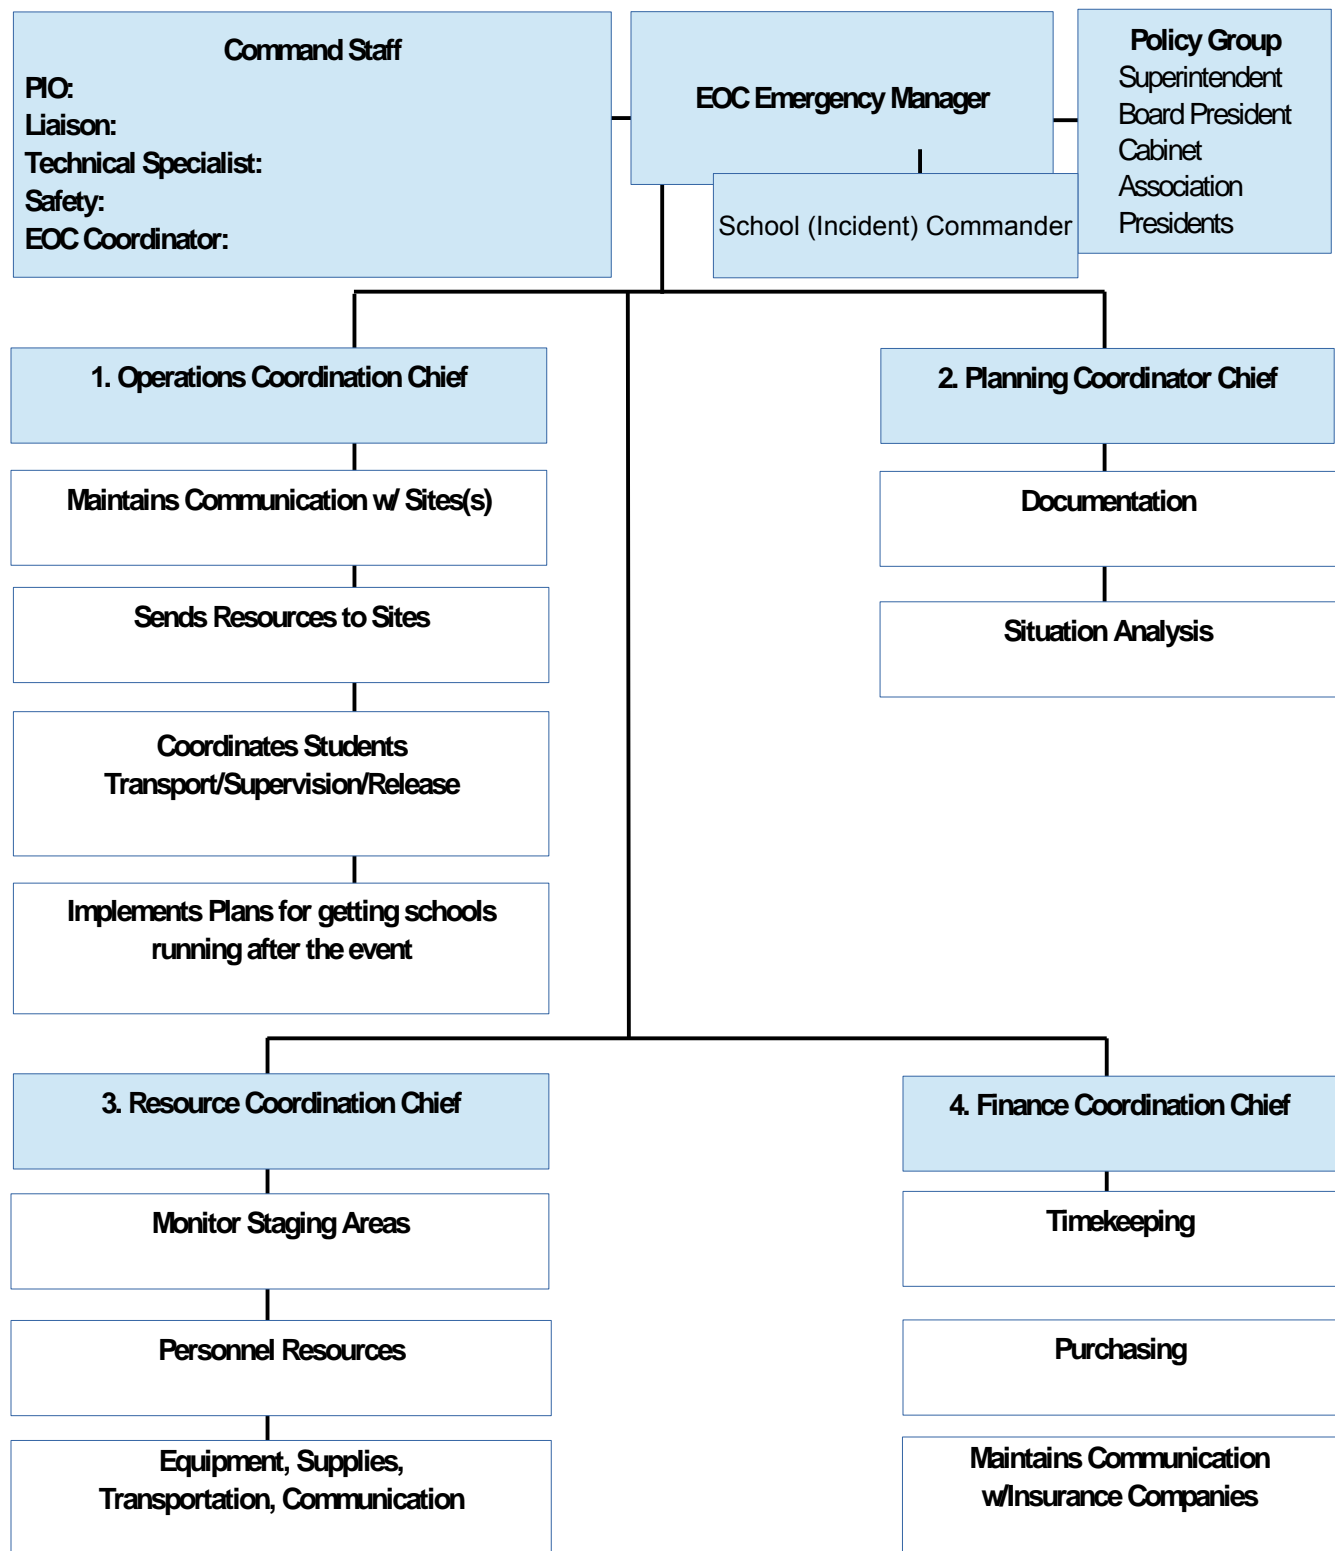 Command Staff
PIO:
Liaison:
Technical Specialist:
Safety:
EOC Coordinator:
EOC Emergency Manager
School (Incident) Commander
Policy Group
Superintendent
Board President
Cabinet
Association
Presidents
1. Operations Coordination Chief
2. Planning Coordinator Chief
Maintains Communication w/ Sites(s)
Documentation
Sends Resources to Sites
Situation Analysis
Coordinates Students
Transport/Supervision/Release
Implements Plans for getting schools
running after the event
3. Resource Coordination Chief
4. Finance Coordination Chief
Monitor Staging Areas
Timekeeping
Personnel Resources
Purchasing
Equipment, Supplies,
Transportation, Communication
Maintains Communication
w/Insurance Companies